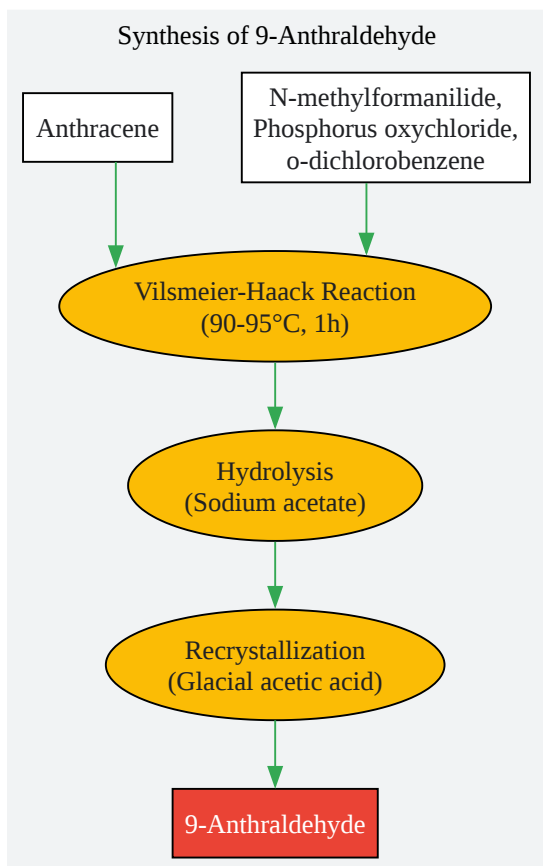 Synthesis of 9-Anthraldehyde
Anthracene
N-methylformanilide,
Phosphorus oxychloride,
o-dichlorobenzene
Vilsmeier-Haack Reaction
(90-95°C, 1h)
Hydrolysis
(Sodium acetate)
Recrystallization
(Glacial acetic acid)
9-Anthraldehyde